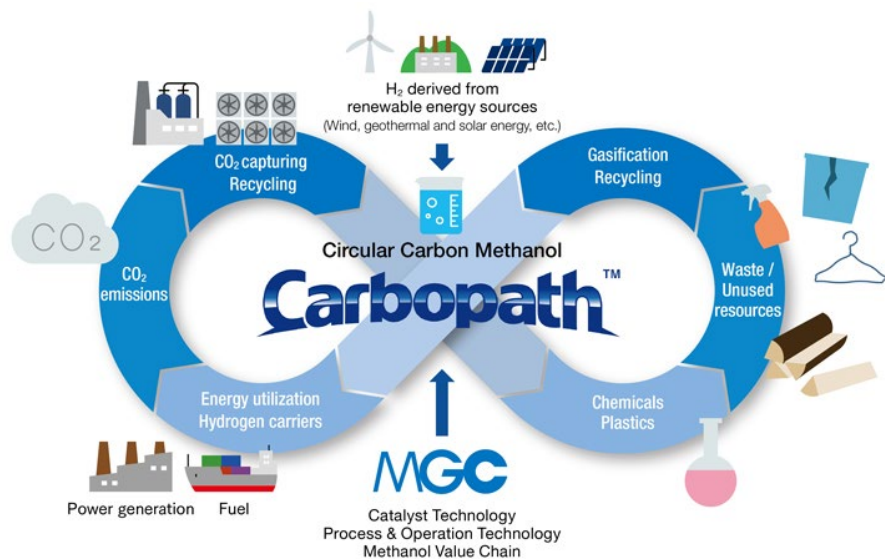 H₂ derived from
renewable energy sources
(Wind, geothermal and solar energy, etc.)
CO₂ capturing
Recycling
Gasification
Recycling
CO₂
Circular Carbon Methanol
Carbopath™
CO₂
emissions
Waste /
Unused
resources
Energy utilization
Hydrogen carriers
Chemicals
Plastics
Power generation
Fuel
MGC
Catalyst Technology
Process & Operation Technology
Methanol Value Chain